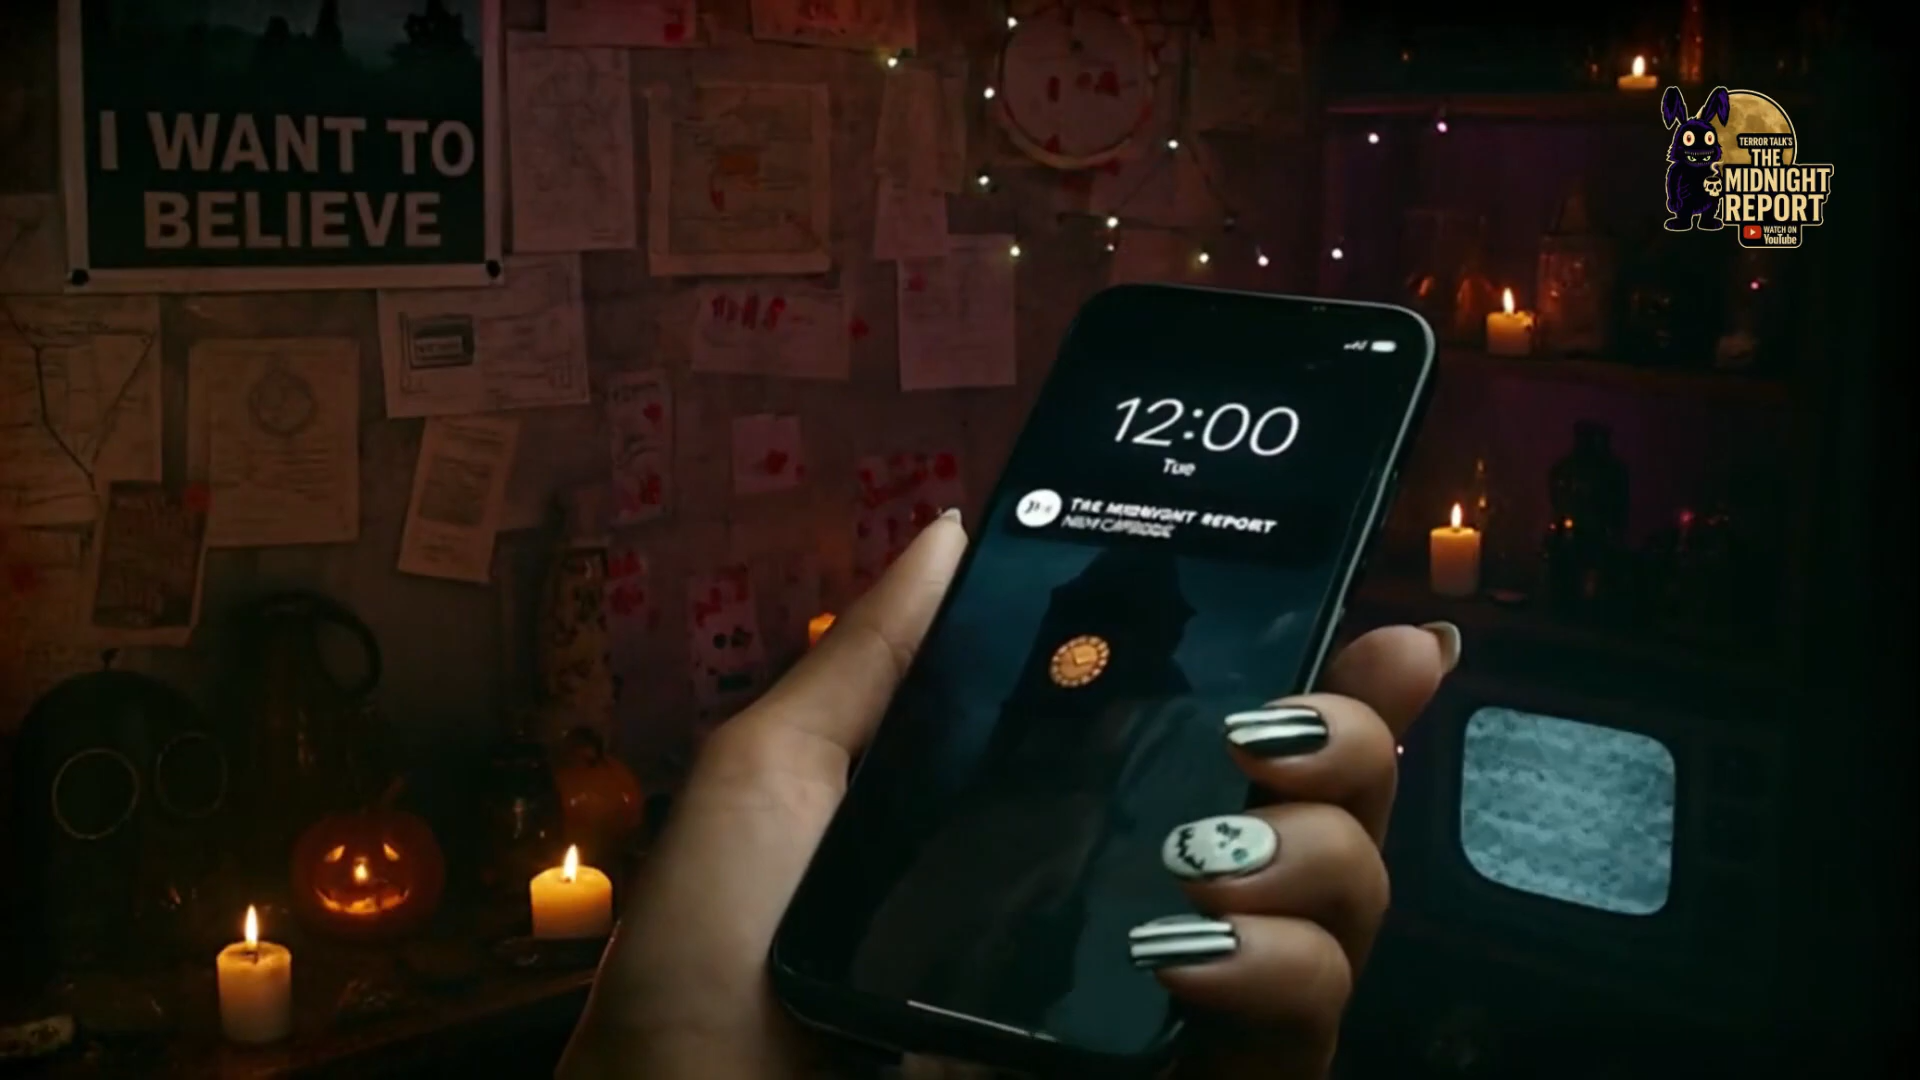 I WANT TO
BELIEVE
TERROR TALK'S
THE
MIDNIGHT
REPORT
WATCH ON
YouTube
12:00
Tue
THE MIDNIGHT REPORT